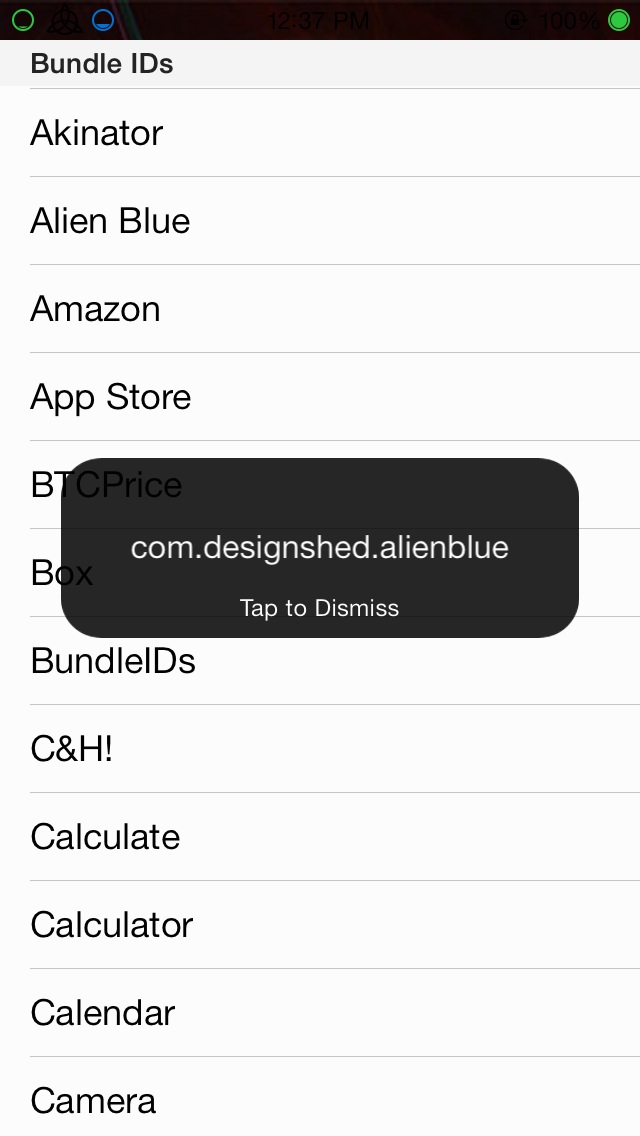 12:37 PM 100%
Bundle IDs
Akinator
Alien Blue
Amazon
App Store
BTCPrice
com.designshed.alienblue
Box
Tap to Dismiss
BundleIDs
C&H!
Calculate
Calculator
Calendar
Camera